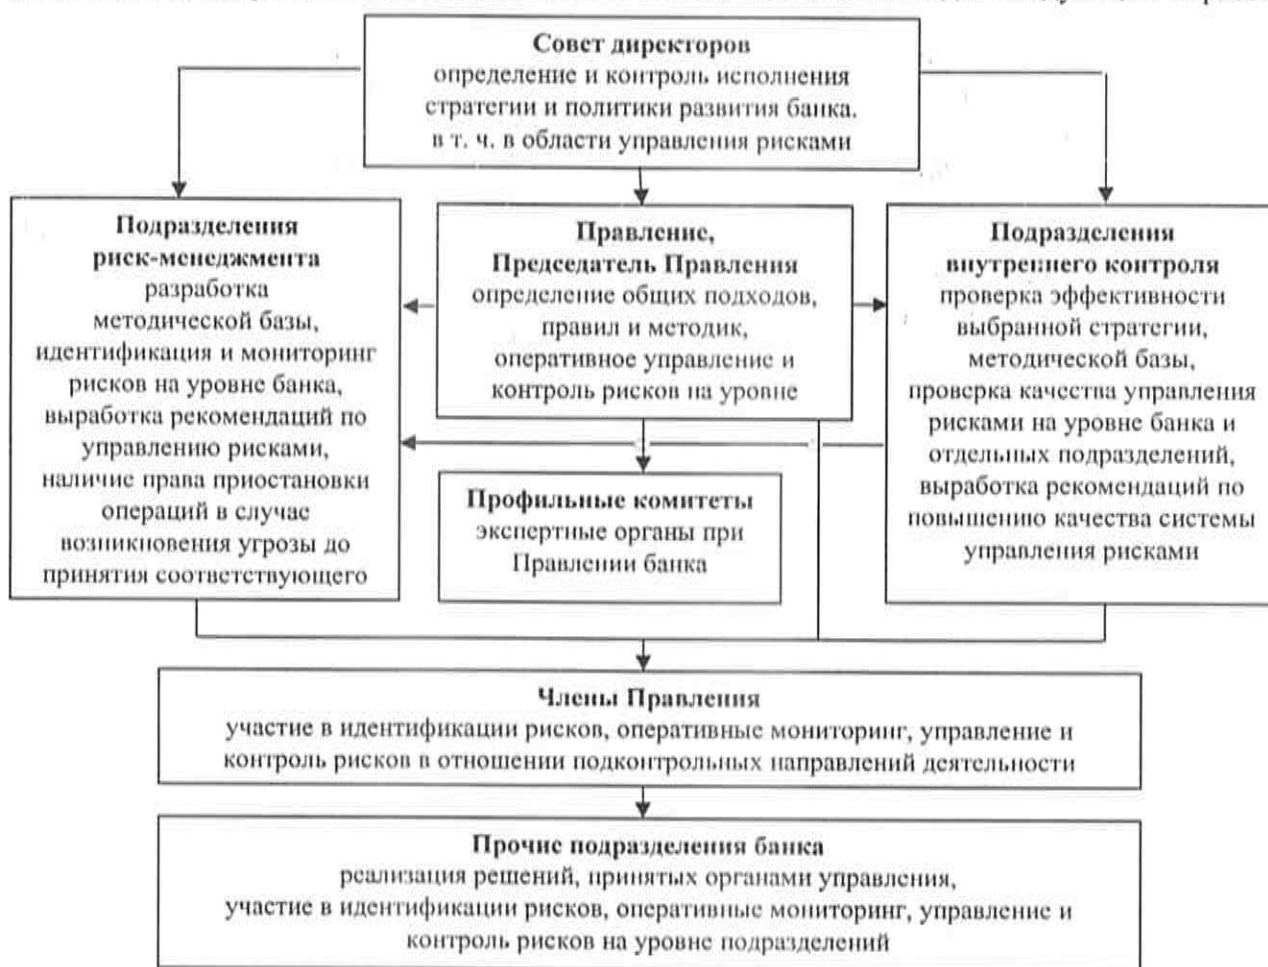 Совет директоров
определение и контроль исполнения
стратегии и политики развития банка.
в т. ч. в области управления рисками
Подразделения
риск-менеджмента
разработка
методической базы,
идентификация и мониторинг
рисков на уровне банка,
выработка рекомендаций по
управлению рисками,
наличие права приостановки
операций в случае
возникновения угрозы до
принятия соответствующего
Правление,
Председатель Правления
определение общих подходов,
правил и методик,
оперативное управление и
контроль рисков на уровне
Подразделения
внутреннего контроля
проверка эффективности
выбранной стратегии,
методической базы,
проверка качества управления
рисками на уровне банка и
отдельных подразделений,
выработка рекомендаций по
повышению качества системы
управления рисками
Профильные комитеты
экспертные органы при
Правлении банка
Члены Правления
участие в идентификации рисков, оперативные мониторинг, управление и
контроль рисков в отношении подконтрольных направлений деятельности
Прочие подразделения банка
реализация решений, принятых органами управления,
участие в идентификации рисков, оперативные мониторинг, управление и
контроль рисков на уровне подразделений